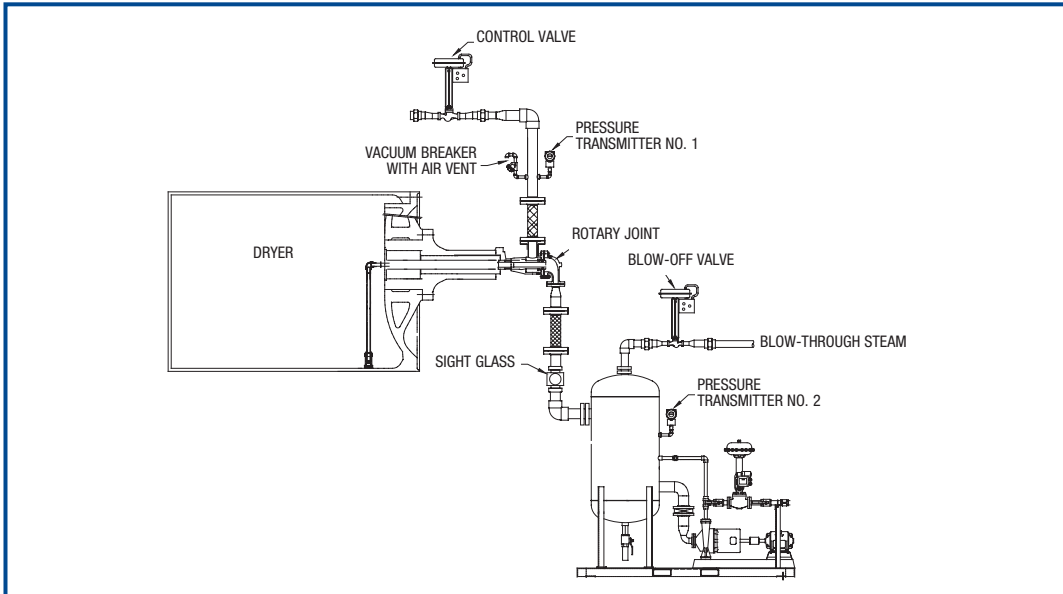 CONTROL VALVE
PRESSURE
TRANSMITTER NO. 1
VACUUM BREAKER
WITH AIR VENT
ROTARY JOINT
DRYER
BLOW-OFF VALVE
BLOW-THROUGH STEAM
SIGHT GLASS
PRESSURE
TRANSMITTER NO. 2